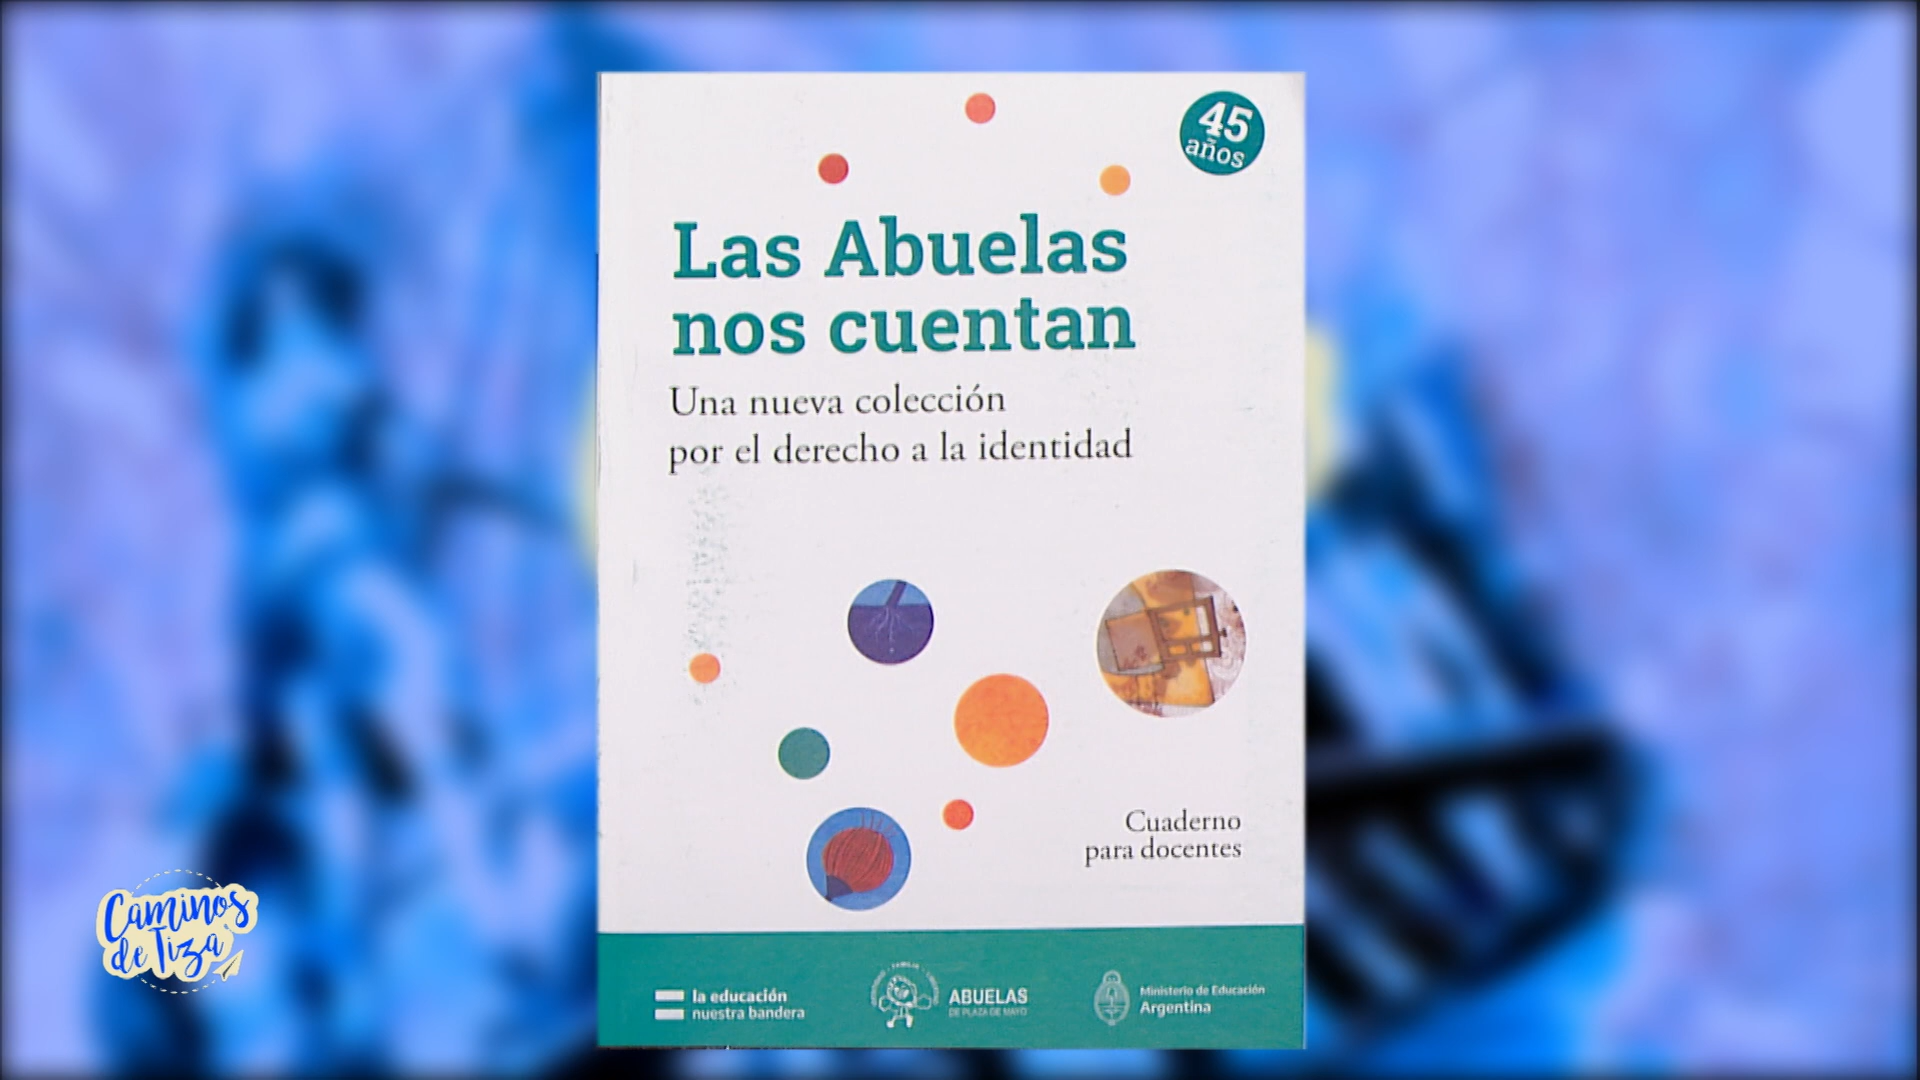 45
años
Las Abuelas
nos cuentan
Una nueva colección
por el derecho a la identidad
Cuaderno
para docentes
la educación
nuestra bandera
ABUELAS
DE PLAZA DE MAYO
Ministerio de Educación
Argentina
Caminos
de Tiza